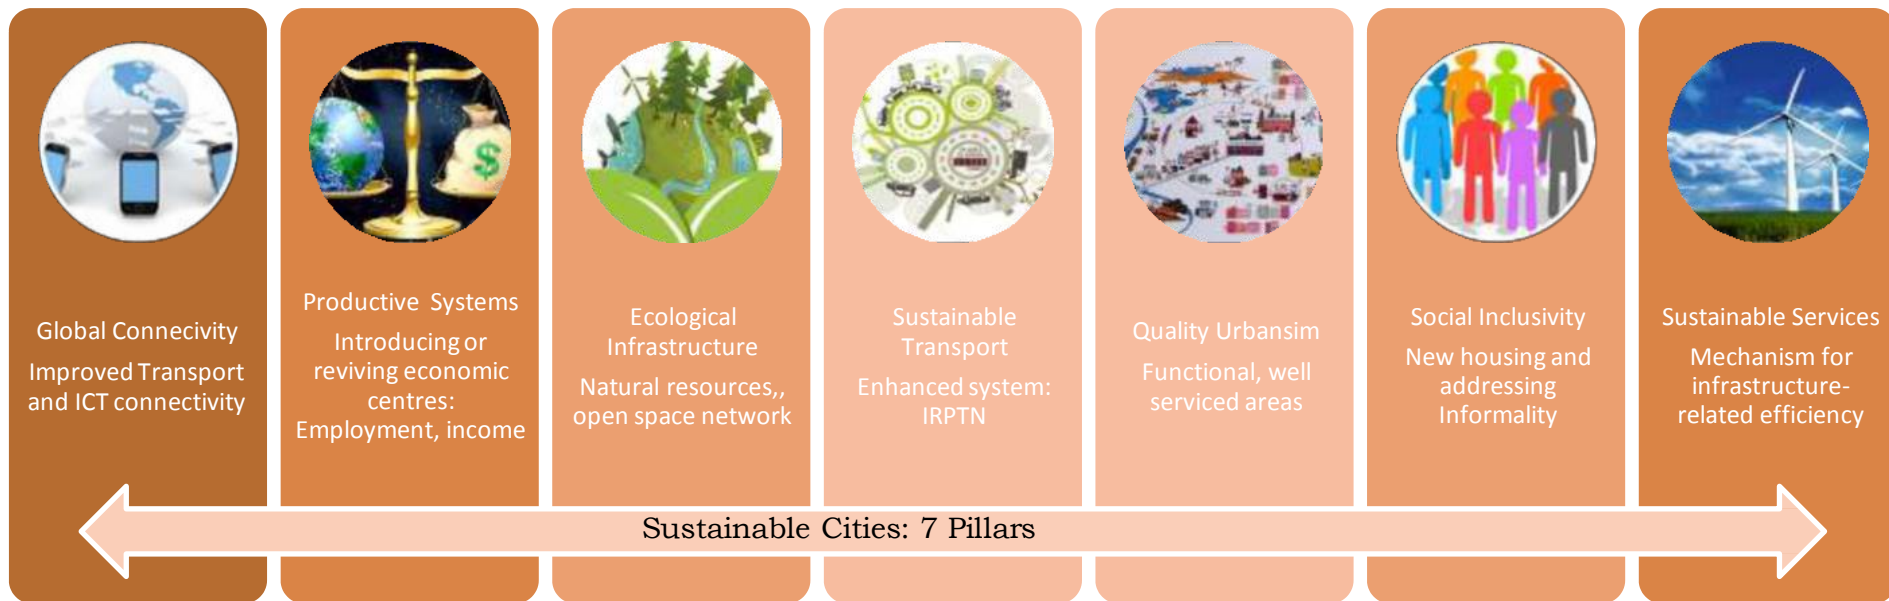 Global Connecivity
Improved Transport
and ICT connectivity
Productive Systems
Introducing or
reviving economic
centres:
Employment, income
Ecological
Infrastructure
Natural resources,,
open space network
Sustainable
Transport
Enhanced system:
IRPTN
Quality Urbansim
Functional, well
serviced areas
Social Inclusivity
New housing and
addressing
Informality
Sustainable Services
Mechanism for
infrastructure-
related efficiency
Sustainable Cities: 7 Pillars